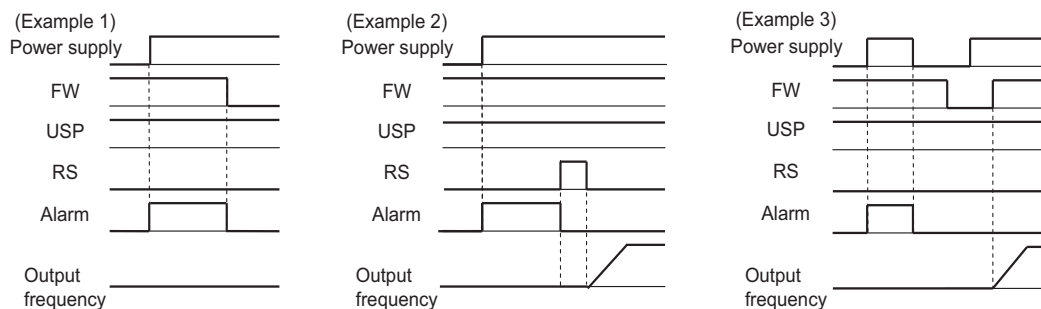 (Example 1)
Power supply
FW
USP
RS
Alarm
Output
frequency
(Example 2)
Power supply
FW
USP
RS
Alarm
Output
frequency
(Example 3)
Power supply
FW
USP
RS
Alarm
Output
frequency